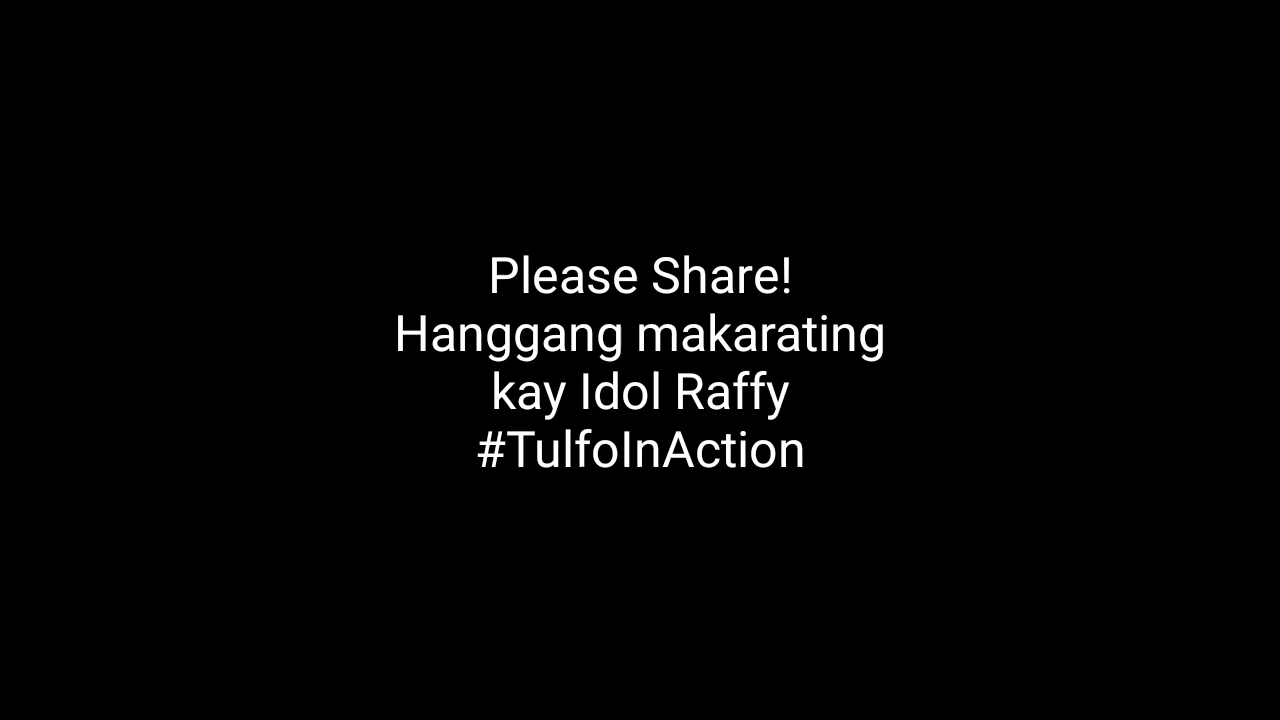 Please Share!
Hanggang makarating
kay Idol Raffy
#TulfoInAction